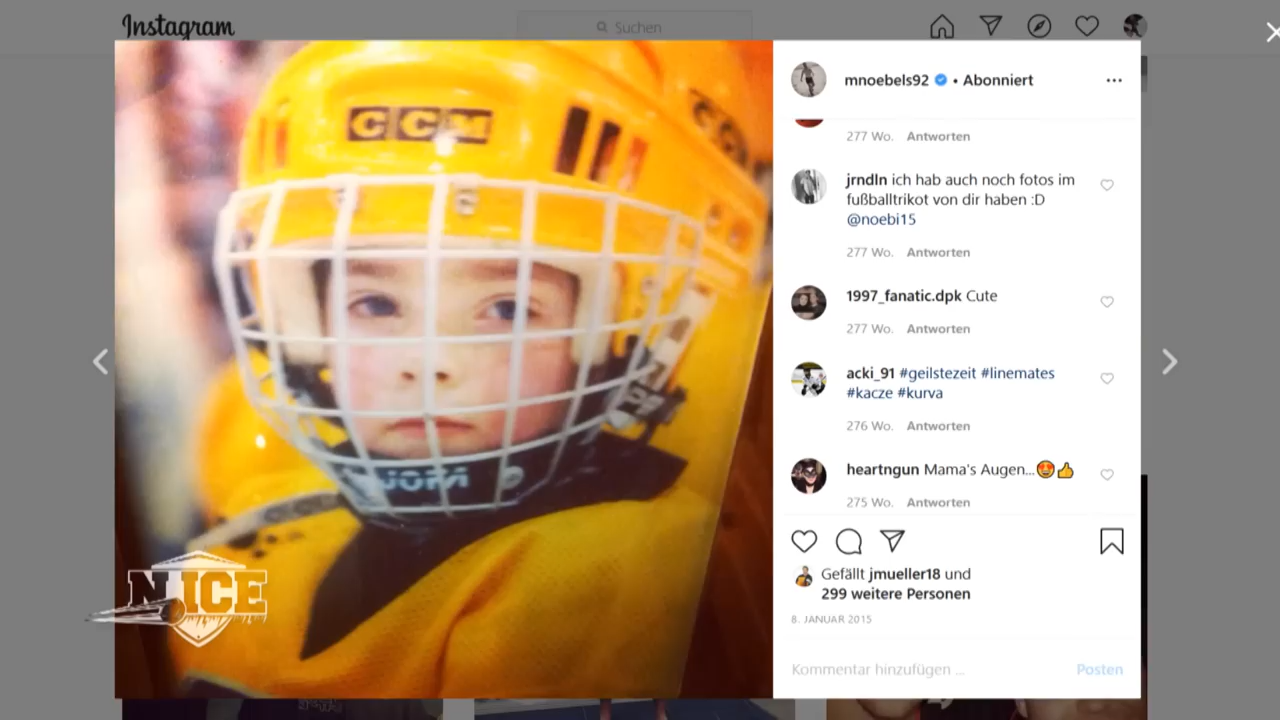 Instagram
Suchen
CCM
JOFA
N ICE
mnoebels92 • Abonniert
277 Wo. Antworten
jrndln ich hab auch noch fotos im
fußballtrikot von dir haben :D
@noebi15
277 Wo. Antworten
1997_fanatic.dpk Cute
277 Wo. Antworten
acki_91 #geilstezeit #linemates
#kacze #kurva
276 Wo. Antworten
heartngun Mama's Augen...😍👍
275 Wo. Antworten
Gefällt jmueller18 und
299 weitere Personen
8. JANUAR 2015
Kommentar hinzufügen ...
Posten